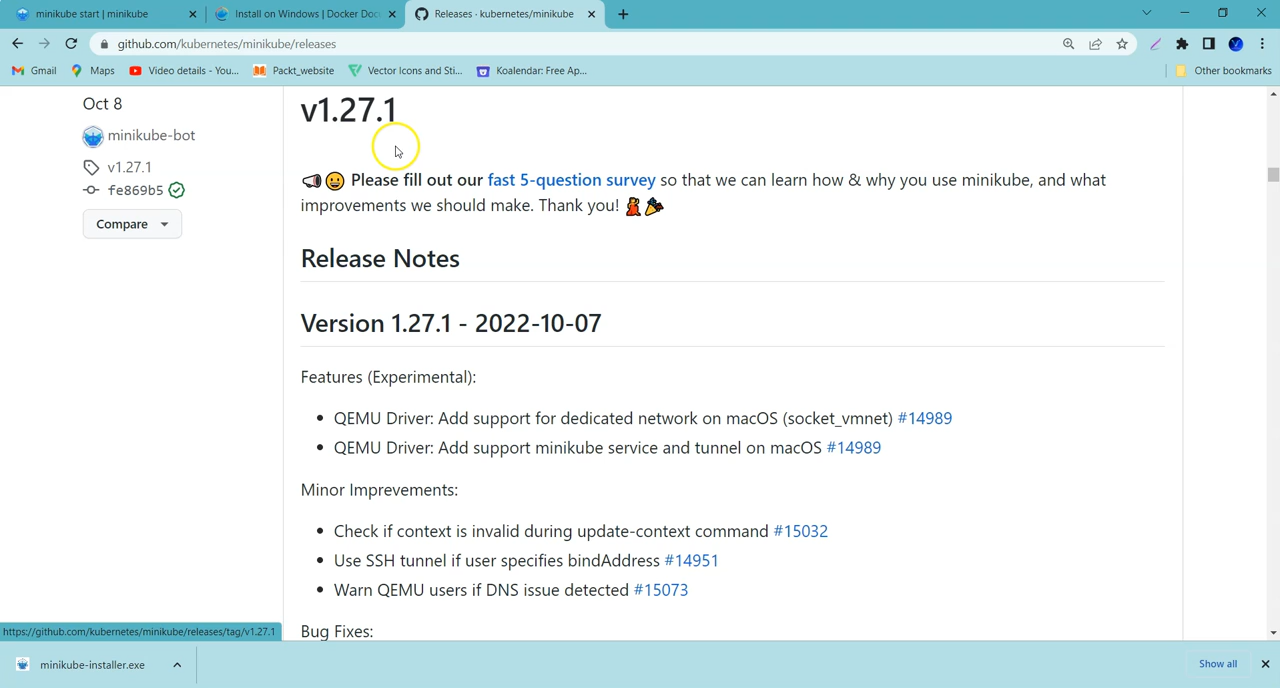 minikube start | minikube
Install on Windows | Docker Doc
Releases · kubernetes/minikube
github.com/kubernetes/minikube/releases
Gmail
Maps
Video details - You...
Packt_website
Vector Icons and Sti...
Koalendar: Free Ap...
Other bookmarks
Oct 8
minikube-bot
v1.27.1
fe869b5
Compare
v1.27.1
Please fill out our fast 5-question survey so that we can learn how & why you use minikube, and what
improvements we should make. Thank you!
Release Notes
Version 1.27.1 - 2022-10-07
Features (Experimental):
• QEMU Driver: Add support for dedicated network on macOS (socket_vmnet) #14989
• QEMU Driver: Add support minikube service and tunnel on macOS #14989
Minor Imprevements:
• Check if context is invalid during update-context command #15032
• Use SSH tunnel if user specifies bindAddress #14951
• Warn QEMU users if DNS issue detected #15073
Bug Fixes:
https://github.com/kubernetes/minikube/releases/tag/v1.27.1
minikube-installer.exe
Show all